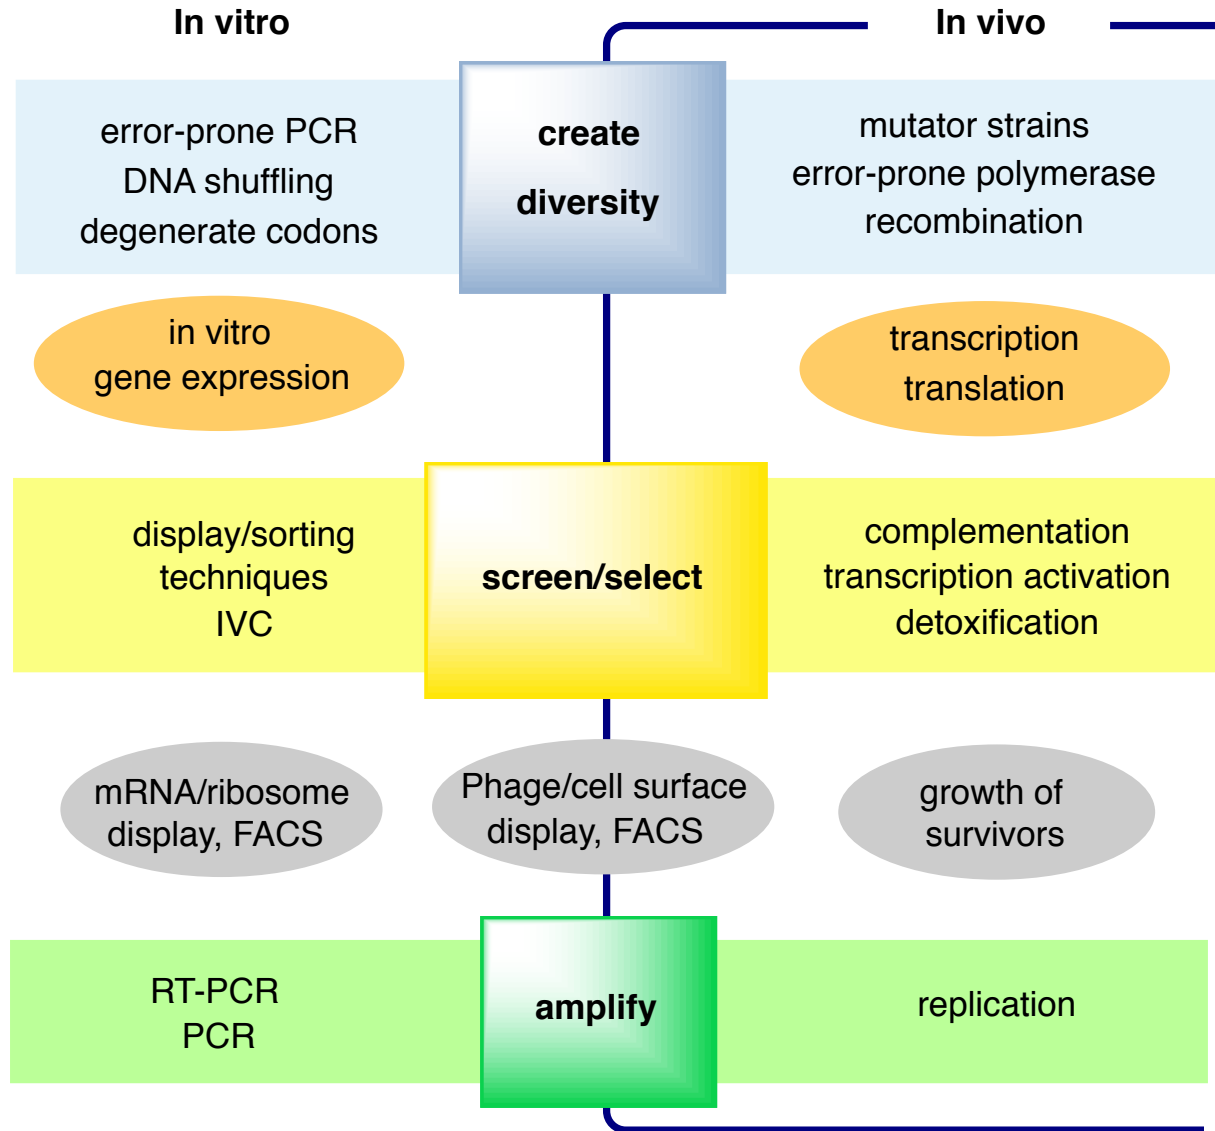 In vitro
In vivo
error-prone PCR
DNA shuffling
degenerate codons
create
diversity
mutator strains
error-prone polymerase
recombination
in vitro
gene expression
transcription
translation
display/sorting
techniques
IVC
screen/select
complementation
transcription activation
detoxification
mRNA/ribosome
display, FACS
Phage/cell surface
display, FACS
growth of
survivors
RT-PCR
PCR
amplify
replication